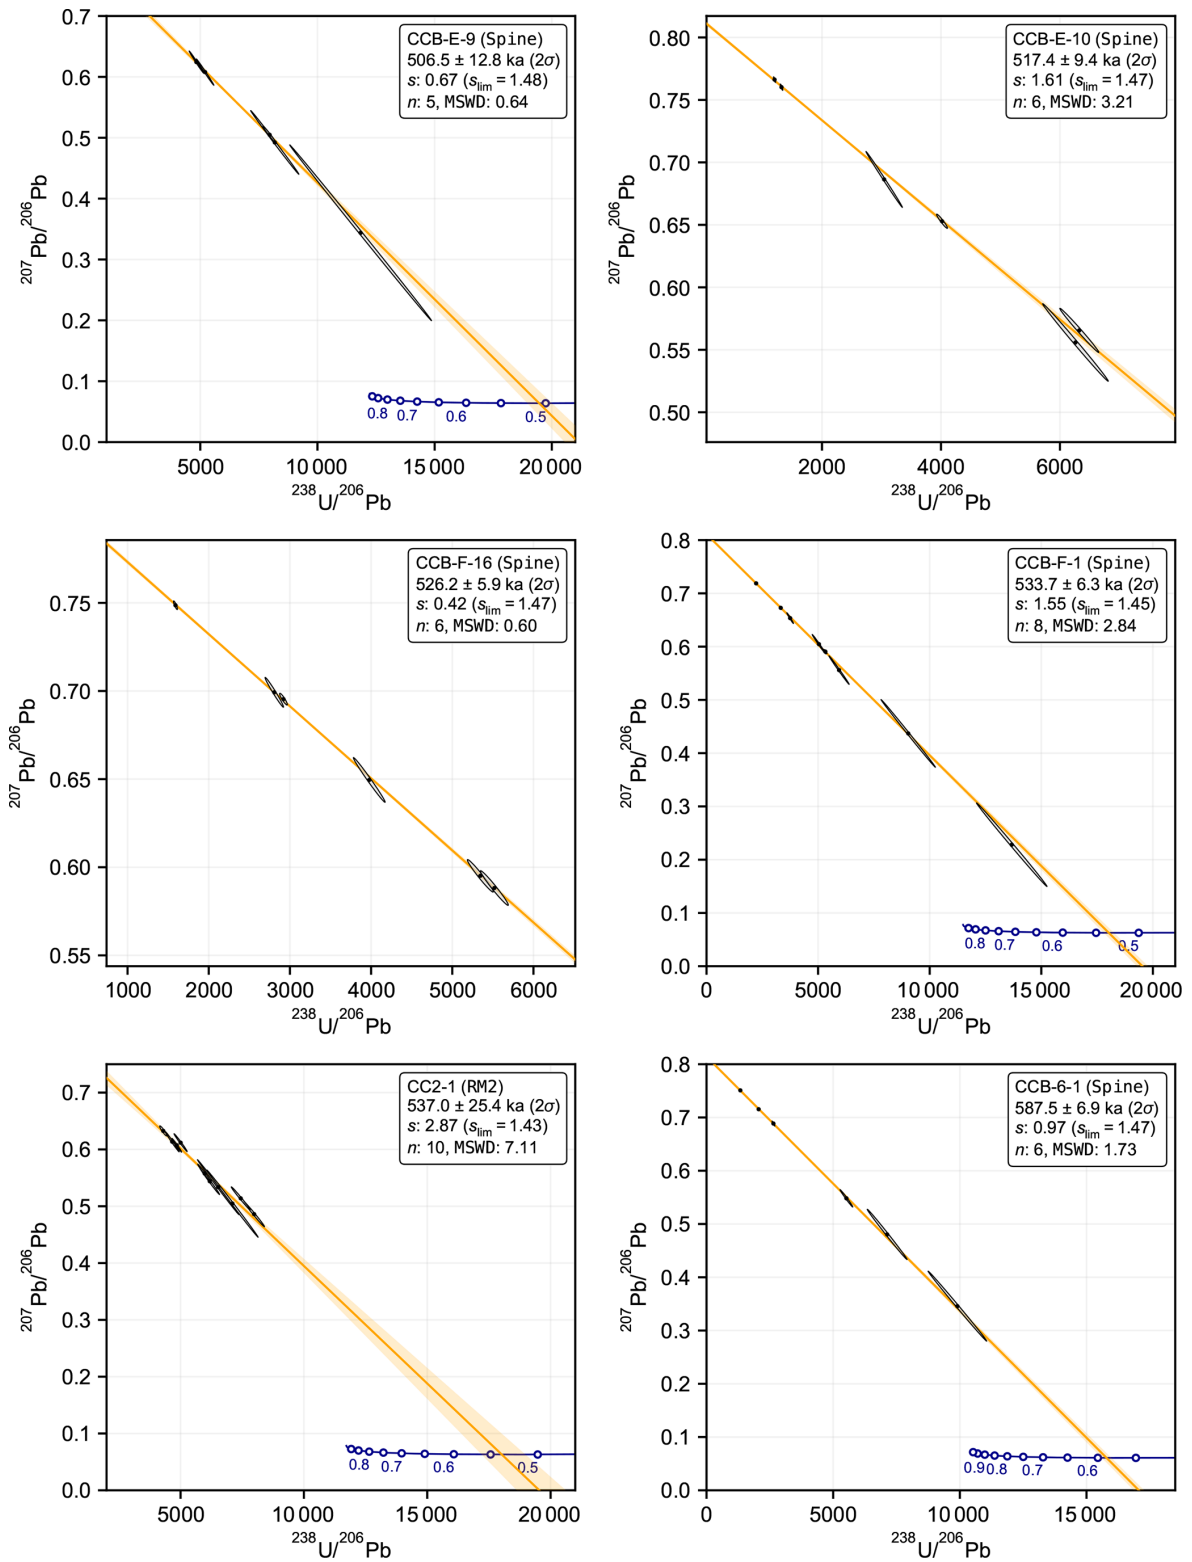 CCB-E-9 (Spine)
506.5 ± 12.8 ka (2σ)
s: 0.67 (slim = 1.48)
n: 5, MSWD: 0.64
0.7
0.6
0.5
0.4
0.3
0.2
0.1
0.0
207Pb/206Pb
0.8 0.7 0.6 0.5
5000 10 000 15 000 20 000
238U/206Pb
CCB-E-10 (Spine)
517.4 ± 9.4 ka (2σ)
s: 1.61 (slim = 1.47)
n: 6, MSWD: 3.21
0.80
0.75
0.70
0.65
0.60
0.55
0.50
207Pb/206Pb
2000 4000 6000
238U/206Pb
CCB-F-16 (Spine)
526.2 ± 5.9 ka (2σ)
s: 0.42 (slim = 1.47)
n: 6, MSWD: 0.60
0.75
0.70
0.65
0.60
0.55
207Pb/206Pb
1000 2000 3000 4000 5000 6000
238U/206Pb
CCB-F-1 (Spine)
533.7 ± 6.3 ka (2σ)
s: 1.55 (slim = 1.45)
n: 8, MSWD: 2.84
0.8
0.7
0.6
0.5
0.4
0.3
0.2
0.1
0.0
207Pb/206Pb
0.8 0.7 0.6 0.5
0 5000 10 000 15 000 20 000
238U/206Pb
CC2-1 (RM2)
537.0 ± 25.4 ka (2σ)
s: 2.87 (slim = 1.43)
n: 10, MSWD: 7.11
0.7
0.6
0.5
0.4
0.3
0.2
0.1
0.0
207Pb/206Pb
0.8 0.7 0.6 0.5
5000 10 000 15 000 20 000
238U/206Pb
CCB-6-1 (Spine)
587.5 ± 6.9 ka (2σ)
s: 0.97 (slim = 1.47)
n: 6, MSWD: 1.73
0.8
0.7
0.6
0.5
0.4
0.3
0.2
0.1
0.0
207Pb/206Pb
0.9 0.8 0.7 0.6
0 5000 10 000 15 000
238U/206Pb